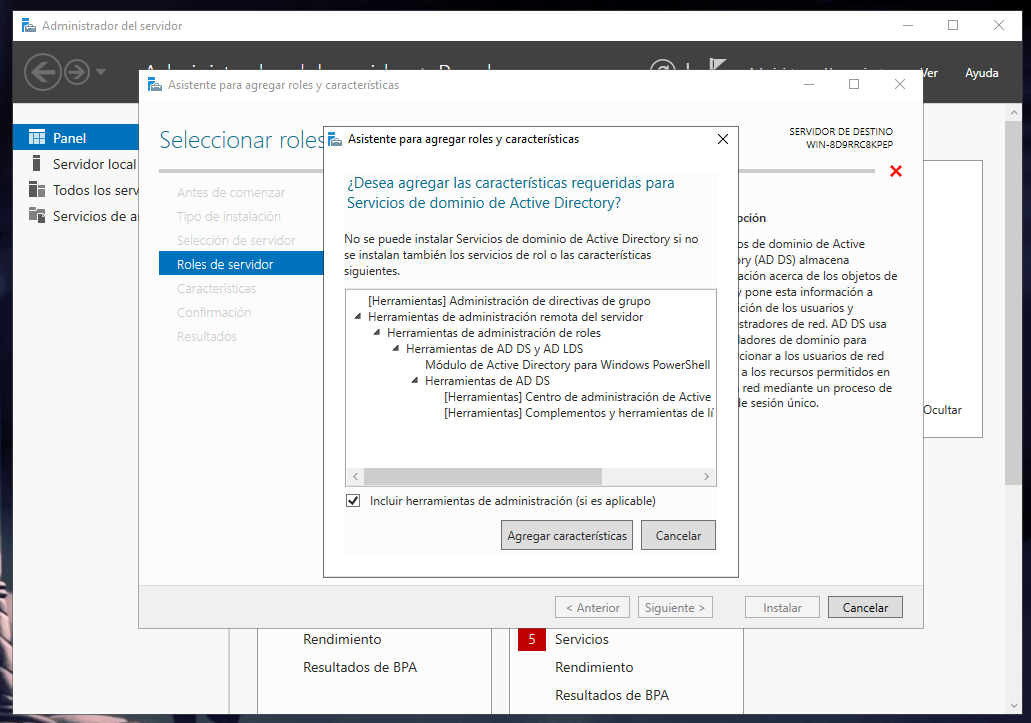 Administrador del servidor
Ver
Ayuda
Asistente para agregar roles y características
Panel
Servidor local
Todos los serv
Servicios de a
Seleccionar roles
SERVIDOR DE DESTINO
WIN-8D9RRC8KPEP
Antes de comenzar
Tipo de instalación
Selección de servidor
Roles de servidor
Características
Confirmación
Resultados
Asistente para agregar roles y características
¿Desea agregar las características requeridas para
Servicios de dominio de Active Directory?
No se puede instalar Servicios de dominio de Active Directory si no
se instalan también los servicios de rol o las características
siguientes.
[Herramientas] Administración de directivas de grupo
Herramientas de administración remota del servidor
Herramientas de administración de roles
Herramientas de AD DS y AD LDS
Módulo de Active Directory para Windows PowerShell
Herramientas de AD DS
[Herramientas] Centro de administración de Active
[Herramientas] Complementos y herramientas de lí
Incluir herramientas de administración (si es aplicable)
Agregar características
Cancelar
pción
os de dominio de Active
ry (AD DS) almacena
ación acerca de los objetos de
y pone esta información a
ición de los usuarios y
istradores de red. AD DS usa
ladores de dominio para
rcionar a los usuarios de red
a los recursos permitidos en
red mediante un proceso de
de sesión único.
Ocultar
< Anterior
Siguiente >
Instalar
Cancelar
Rendimiento
Resultados de BPA
5 Servicios
Rendimiento
Resultados de BPA